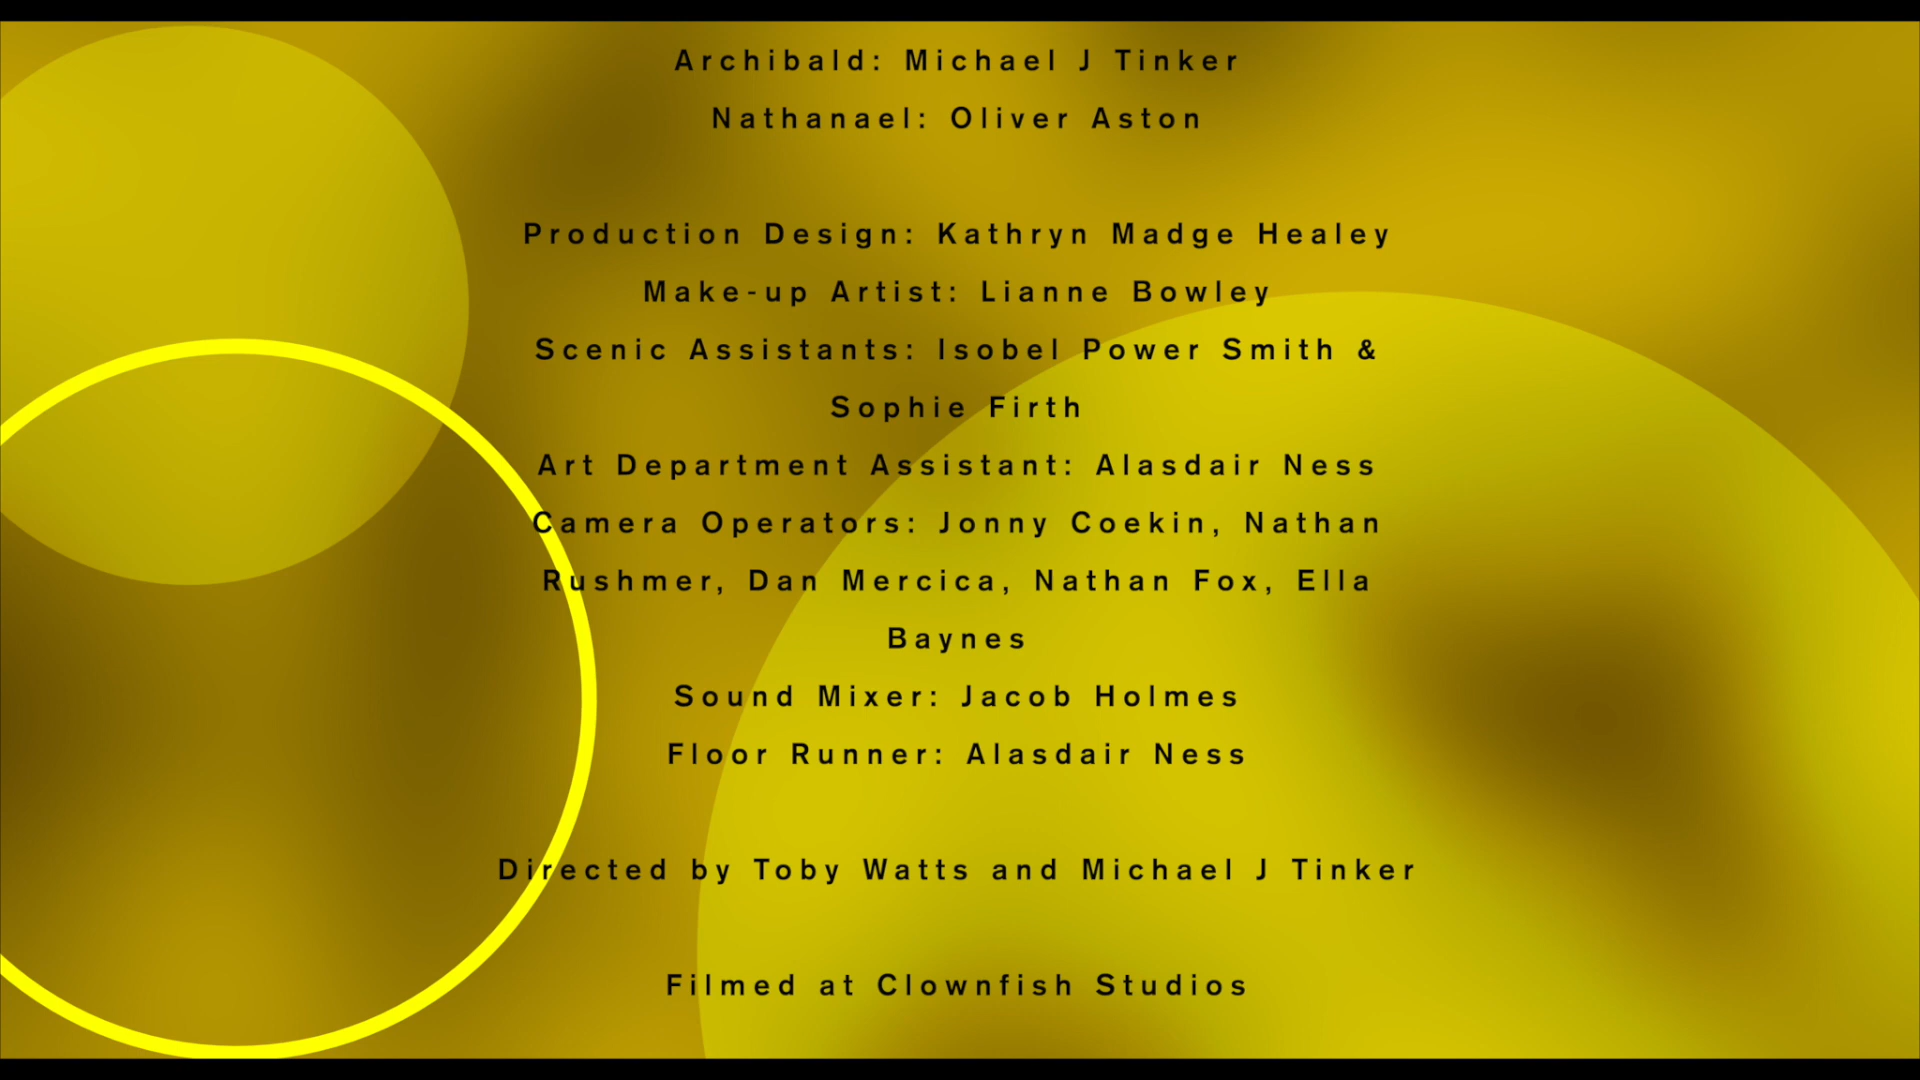 Archibald: Michael J Tinker
Nathanael: Oliver Aston
Production Design: Kathryn Madge Healey
Make-up Artist: Lianne Bowley
Scenic Assistants: Isobel Power Smith &
Sophie Firth
Art Department Assistant: Alasdair Ness
Camera Operators: Jonny Coekin, Nathan
Rushmer, Dan Mercica, Nathan Fox, Ella
Baynes
Sound Mixer: Jacob Holmes
Floor Runner: Alasdair Ness
Directed by Toby Watts and Michael J Tinker
Filmed at Clownfish Studios